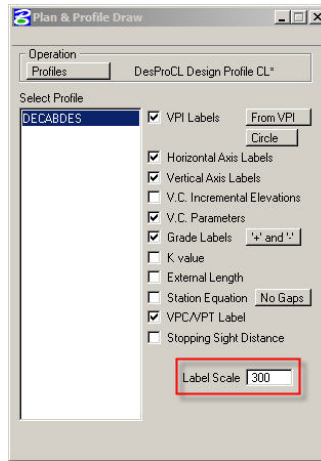 Plan & Profile Draw
Operation
Profiles DesProCL Design Profile CL*
Select Profile
DECABDES
VPI Labels From VPI
Circle
Horizontal Axis Labels
Vertical Axis Labels
V.C. Incremental Elevations
V.C. Parameters
Grade Labels '+' and '-'
K value
External Length
Station Equation No Gaps
VPC/VPT Label
Stopping Sight Distance
Label Scale 300